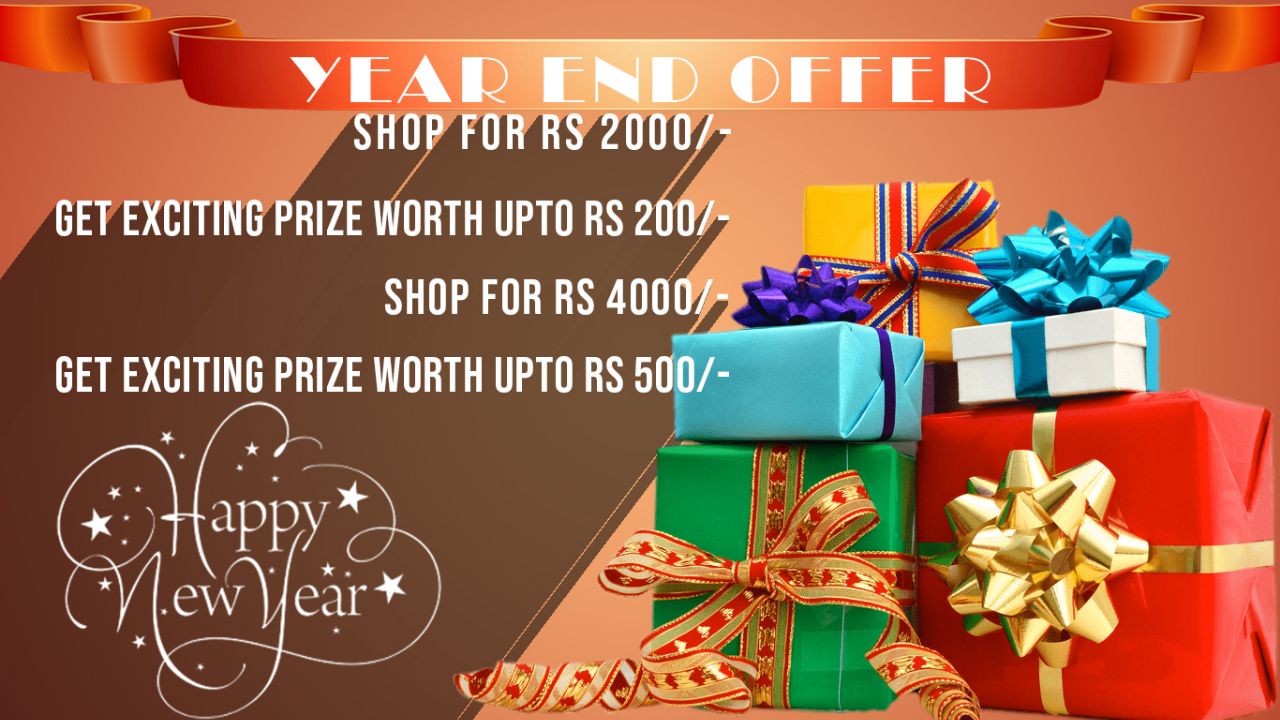 YEAR END OFFER
SHOP FOR RS 2000/-
GET EXCITING PRIZE WORTH UPTO RS 200/-
SHOP FOR RS 4000/-
GET EXCITING PRIZE WORTH UPTO RS 500/-
Happy
New Year